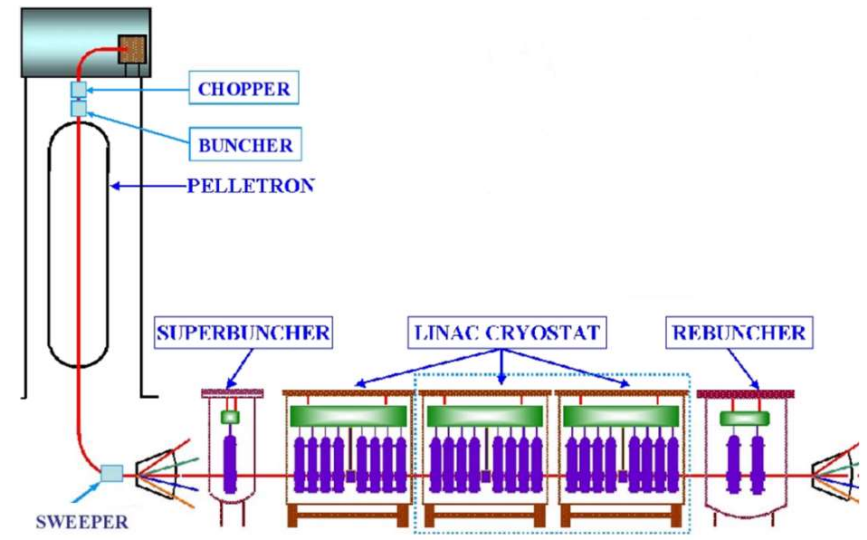 CHOPPER
BUNCHER
PELLETRON
SUPERBUNCHER
LINAC CRYOSTAT
REBUNCHER
SWEEPER